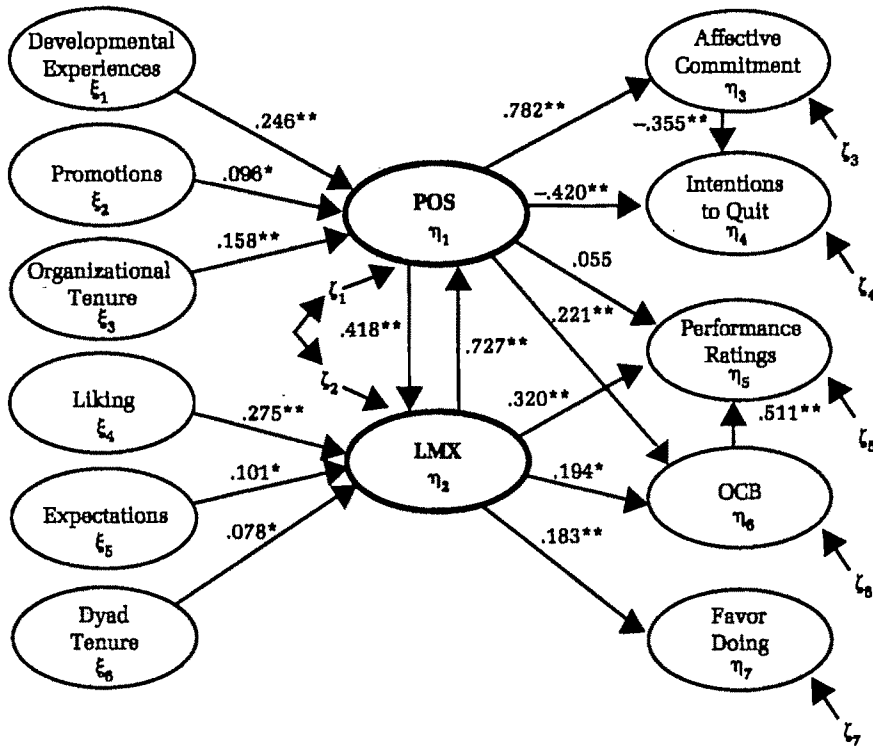 Developmental
Experiences
ξ₁
Promotions
ξ₂
Organizational
Tenure
ξ₃
Liking
ξ₄
Expectations
ξ₅
Dyad
Tenure
ξ₆
.246**
.096*
.158**
.275**
.101*
.078*
POS
η₁
ζ₁
ζ₂
.418**
.727**
LMX
η₂
.782**
-.420**
.055
.221**
.320**
.194*
.183**
Affective
Commitment
η₃
-.355**
ζ₃
Intentions
to Quit
η₄
ζ₄
Performance
Ratings
η₅
ζ₅
.511**
OCB
η₆
ζ₆
Favor
Doing
η₇
ζ₇